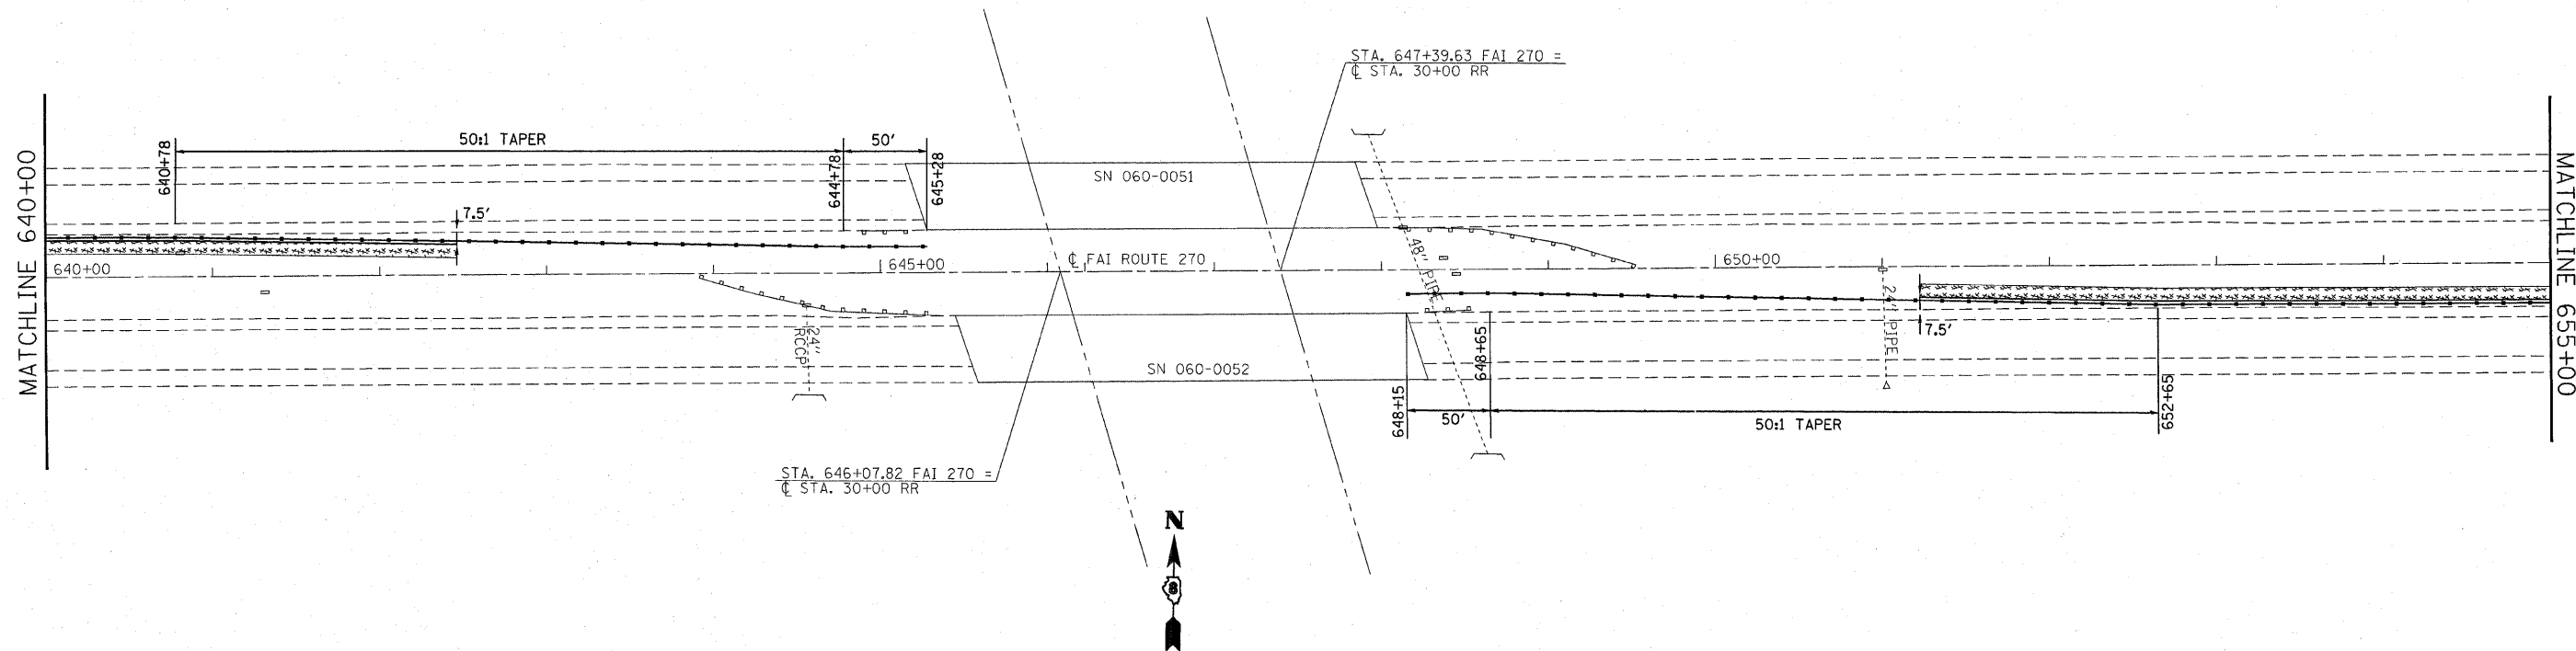 STA. 647+39.63 FAI 270 =
℄ STA. 30+00 RR
MATCHLINE 640+00
640+78
50:1 TAPER
644+78
50'
645+28
SN 060-0051
MATCHLINE 655+00
7.5'
640+00
645+00
℄ FAI ROUTE 270
48" PIPE
650+00
24" RCCP
24" PIPE
7.5'
SN 060-0052
648+15
50'
648+65
50:1 TAPER
652+65
STA. 646+07.82 FAI 270 =
℄ STA. 30+00 RR
N
8